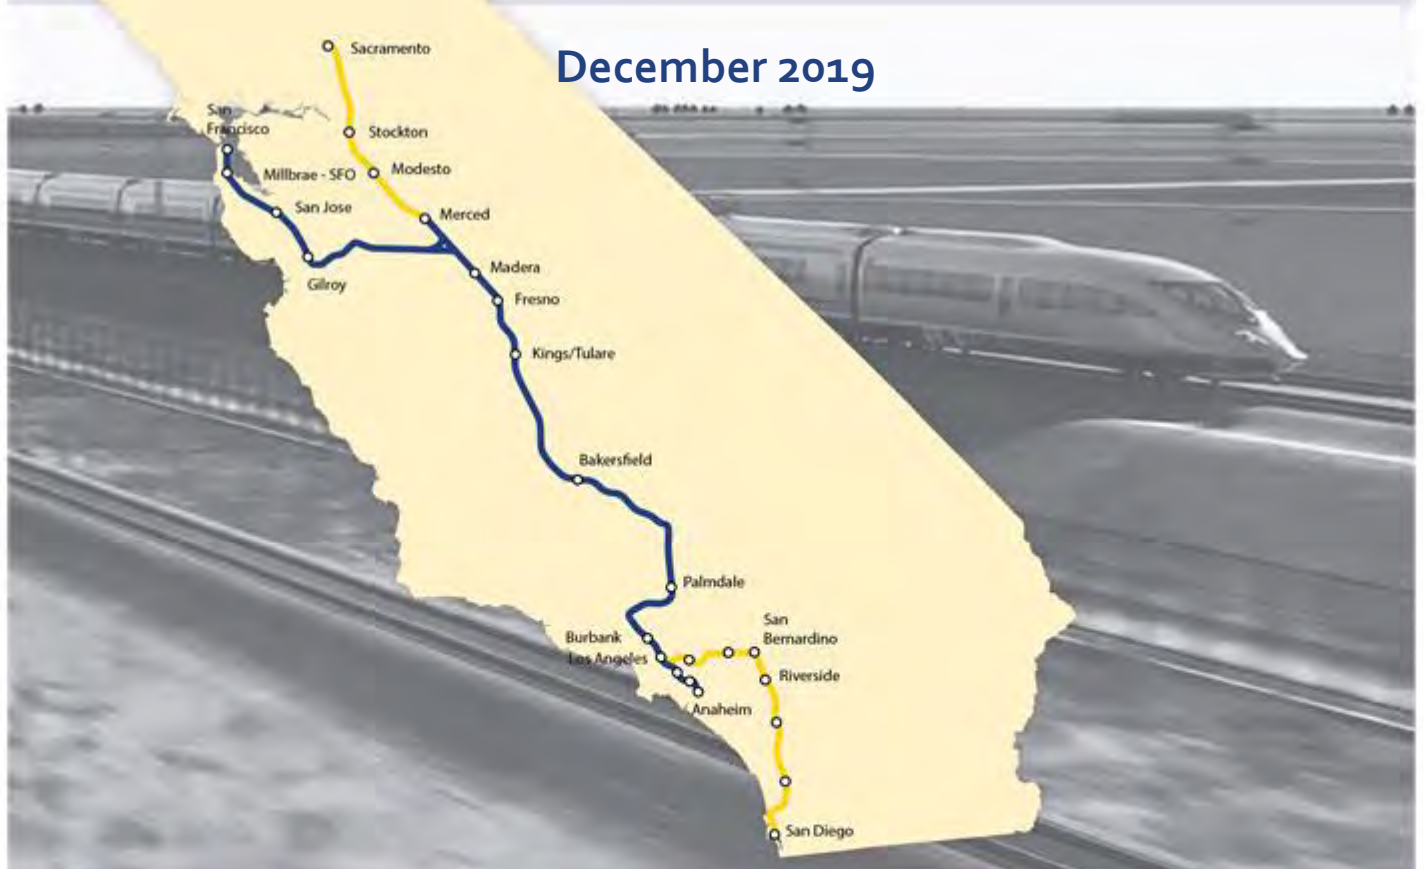 December 2019
Sacramento
San
Francisco
Stockton
Modesto
Millbrae - SFO
San Jose
Merced
Gilroy
Madera
Fresno
Kings/Tulare
Bakersfield
Palmdale
San
Bernardino
Burbank
Los Angeles
Riverside
Anaheim
San Diego